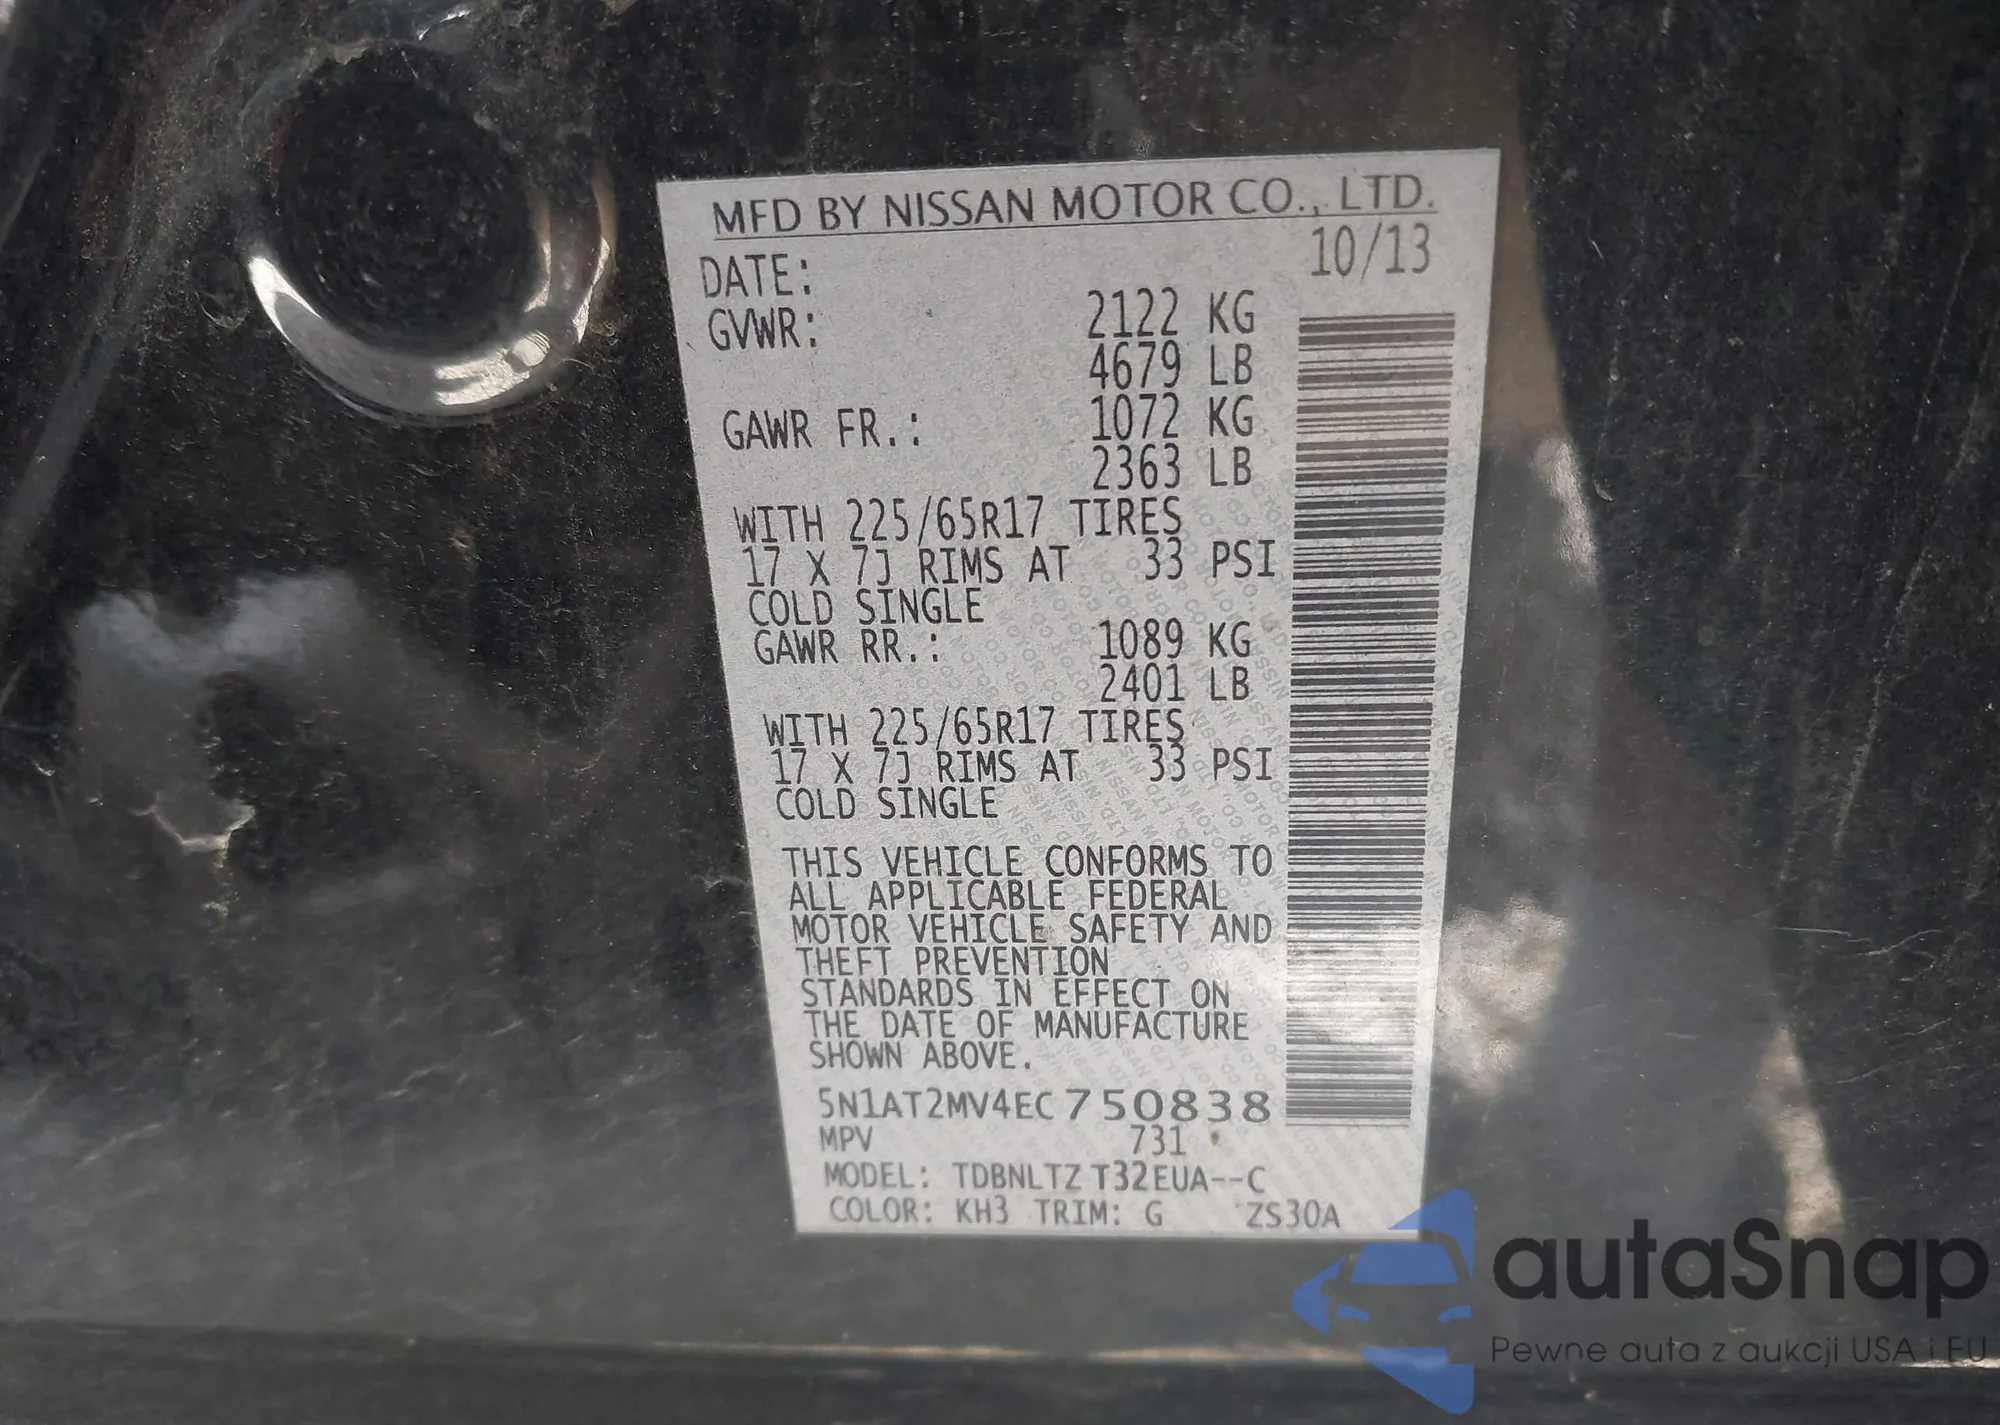 MFD BY NISSAN MOTOR CO., LTD.
DATE: 10/13
GVWR: 2122 KG
4679 LB
GAWR FR.: 1072 KG
2363 LB
WITH 225/65R17 TIRES
17 X 7J RIMS AT 33 PSI
COLD SINGLE
GAWR RR.: 1089 KG
2401 LB
WITH 225/65R17 TIRES
17 X 7J RIMS AT 33 PSI
COLD SINGLE
THIS VEHICLE CONFORMS TO
ALL APPLICABLE FEDERAL
MOTOR VEHICLE SAFETY AND
THEFT PREVENTION
STANDARDS IN EFFECT ON
THE DATE OF MANUFACTURE
SHOWN ABOVE.
5N1AT2MV4EC750838
MPV 731
MODEL: TDBNLTZ T32EUA--C
COLOR: KH3 TRIM: G ZS30A
autaSnap
Pewne auta z aukcji USA i EU